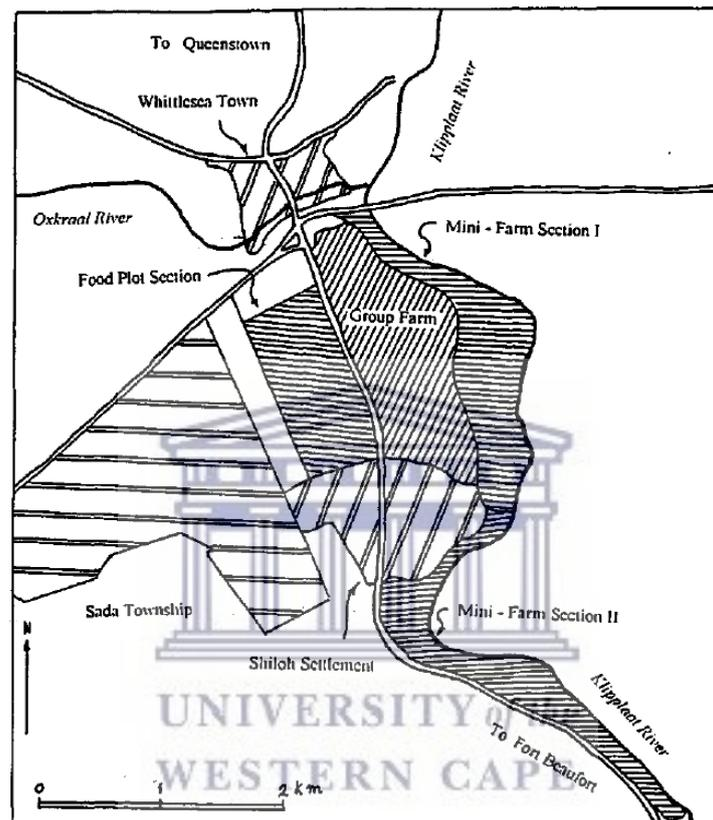 To Queenstown
Whittlesea Town
Klipplaat River
Oxkraal River
Mini - Farm Section I
Food Plot Section
Group Farm
Sada Township
Mini - Farm Section II
Shiloh Settlement
Klipplaat River
To Fort Beaufort
N
0 1 2 km
UNIVERSITY of the
WESTERN CAPE